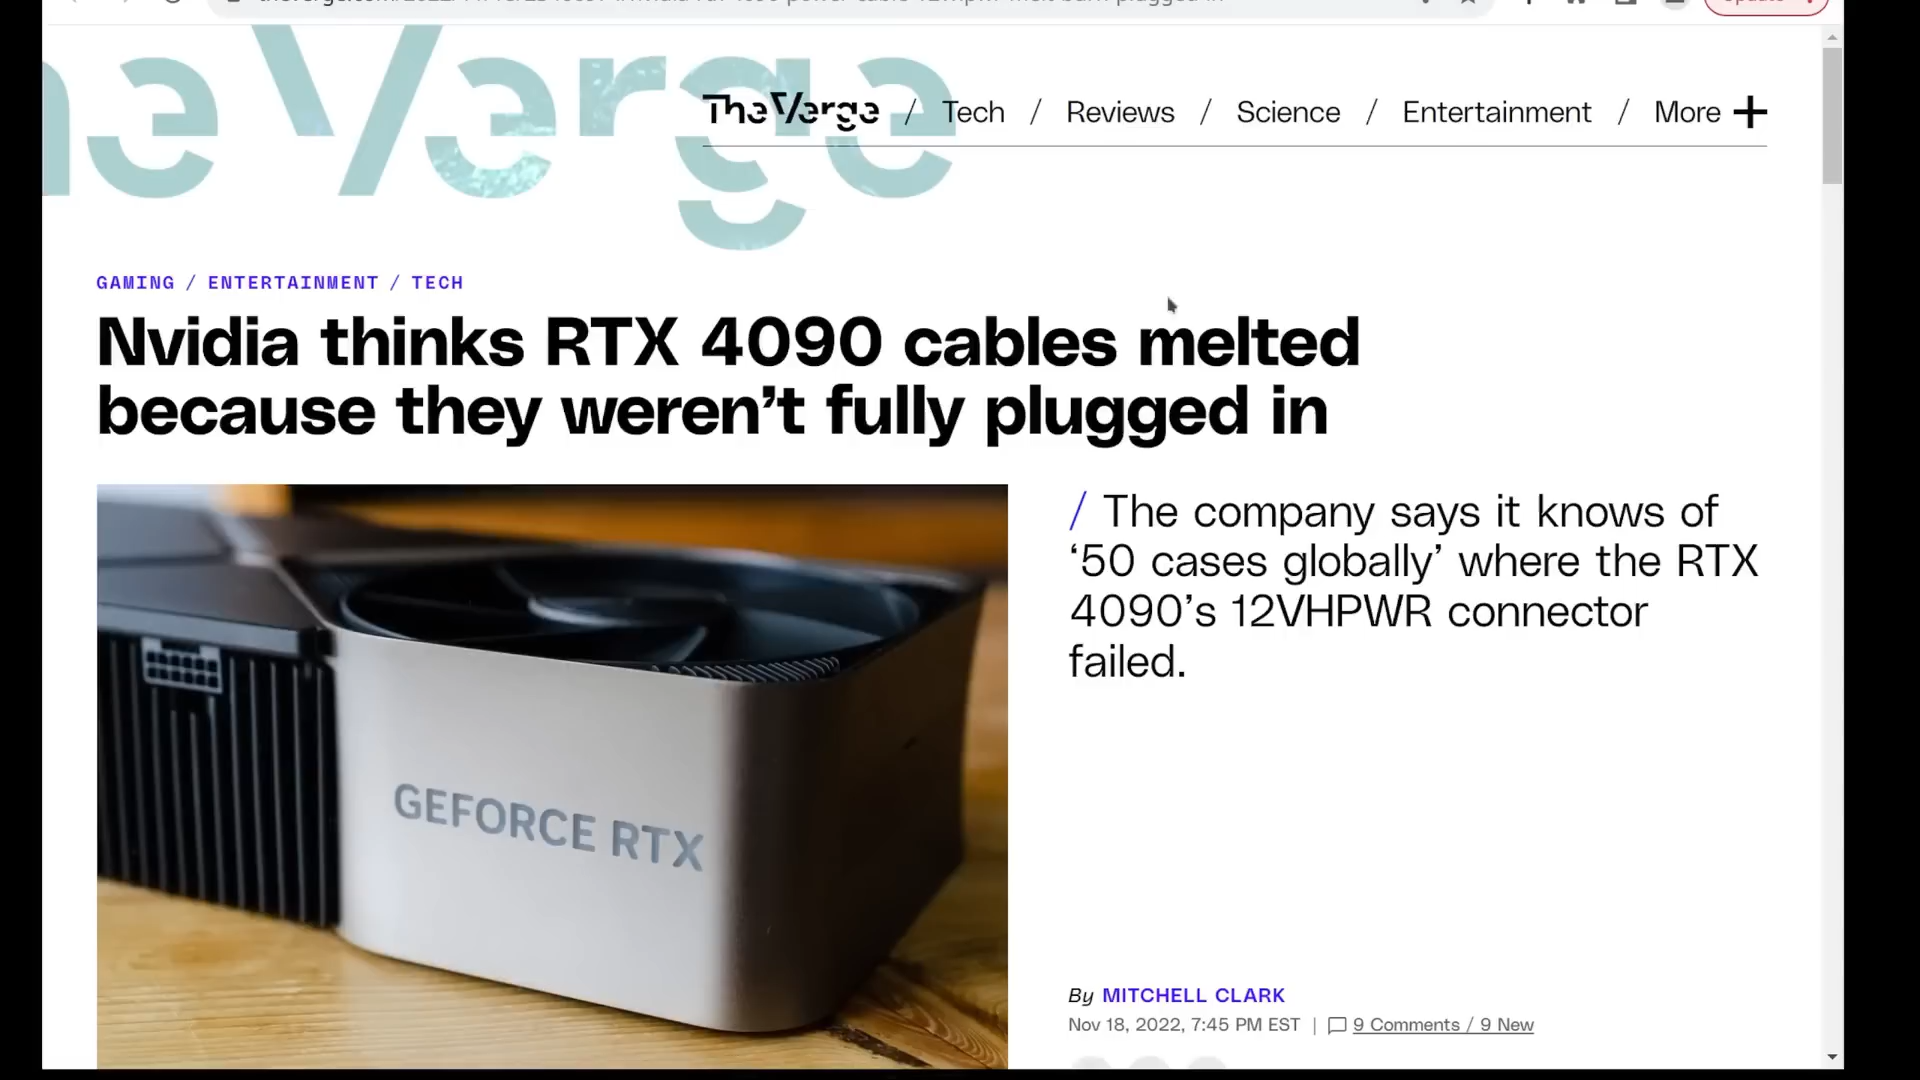 The Verge
The Verge / Tech / Reviews / Science / Entertainment / More +
GAMING / ENTERTAINMENT / TECH
Nvidia thinks RTX 4090 cables melted
because they weren’t fully plugged in
/ The company says it knows of
‘50 cases globally’ where the RTX
4090’s 12VHPWR connector
failed.
GEFORCE RTX
By MITCHELL CLARK
Nov 18, 2022, 7:45 PM EST | 9 Comments / 9 New